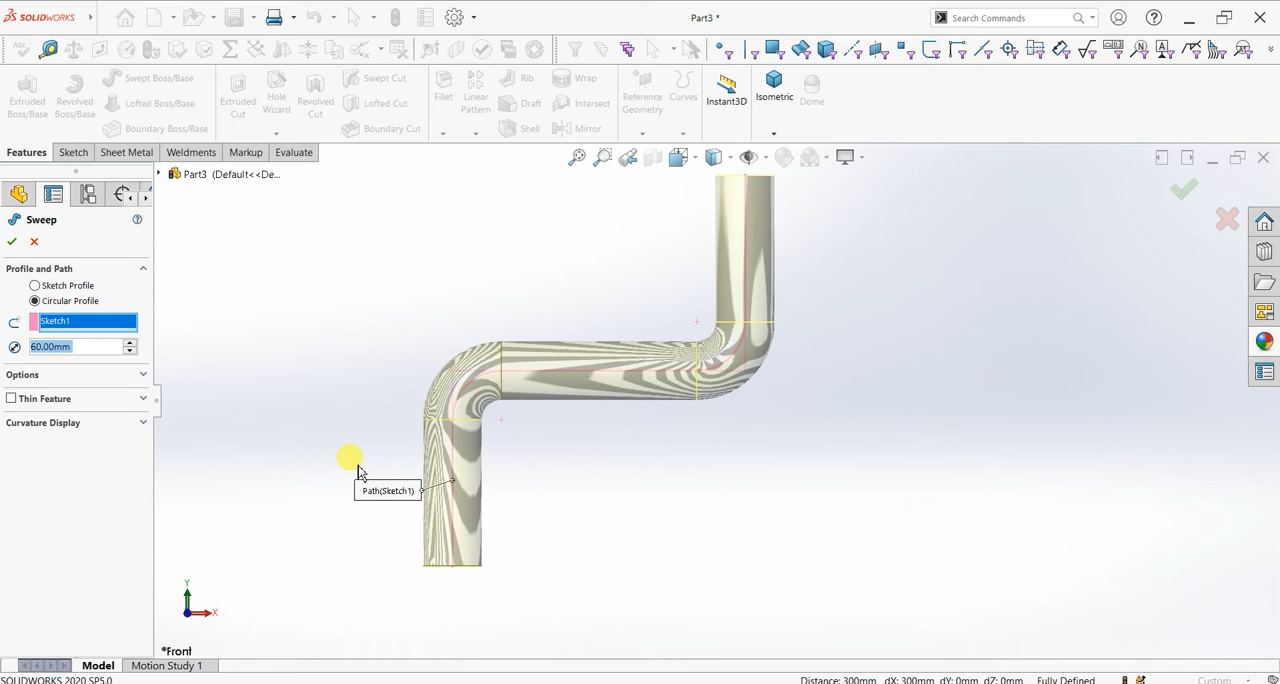 SOLIDWORKS
Part3 *
Search Commands
Extruded Boss/Base
Revolved Boss/Base
Swept Boss/Base
Lofted Boss/Base
Boundary Boss/Base
Extruded Cut
Hole Wizard
Revolved Cut
Swept Cut
Lofted Cut
Boundary Cut
Fillet
Linear Pattern
Rib
Draft
Shell
Wrap
Intersect
Mirror
Reference Geometry
Curves
Instant3D
Isometric
Dome
Features
Sketch
Sheet Metal
Weldments
Markup
Evaluate
Part3 (Default<<De...
Sweep
Profile and Path
Sketch Profile
Circular Profile
Sketch1
60.00mm
Options
Thin Feature
Curvature Display
Path(Sketch1)
Y
X
*Front
Model
Motion Study 1
SOLIDWORKS 2020 SP5.0
Distance: 300mm dX: 300mm dY: 0mm dZ: 0mm
Fully Defined
Custom